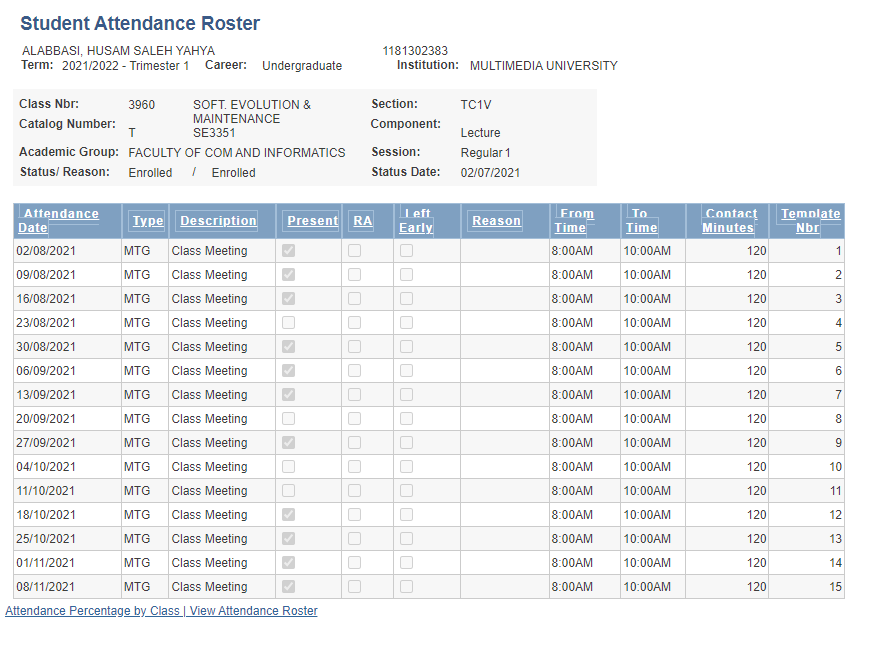 Student Attendance Roster
ALABBASI, HUSAM SALEH YAHYA 1181302383
Term: 2021/2022 - Trimester 1 Career: Undergraduate Institution: MULTIMEDIA UNIVERSITY
Class Nbr: 3960 SOFT. EVOLUTION & Section: TC1V
MAINTENANCE
Catalog Number: T SE3351 Component: Lecture
Academic Group: FACULTY OF COM AND INFORMATICS Session: Regular 1
Status/ Reason: Enrolled / Enrolled Status Date: 02/07/2021
Attendance Date Type Description Present RA Left Early Reason From Time To Time Contact Minutes Template Nbr
02/08/2021 MTG Class Meeting 8:00AM 10:00AM 120 1
09/08/2021 MTG Class Meeting 8:00AM 10:00AM 120 2
16/08/2021 MTG Class Meeting 8:00AM 10:00AM 120 3
23/08/2021 MTG Class Meeting 8:00AM 10:00AM 120 4
30/08/2021 MTG Class Meeting 8:00AM 10:00AM 120 5
06/09/2021 MTG Class Meeting 8:00AM 10:00AM 120 6
13/09/2021 MTG Class Meeting 8:00AM 10:00AM 120 7
20/09/2021 MTG Class Meeting 8:00AM 10:00AM 120 8
27/09/2021 MTG Class Meeting 8:00AM 10:00AM 120 9
04/10/2021 MTG Class Meeting 8:00AM 10:00AM 120 10
11/10/2021 MTG Class Meeting 8:00AM 10:00AM 120 11
18/10/2021 MTG Class Meeting 8:00AM 10:00AM 120 12
25/10/2021 MTG Class Meeting 8:00AM 10:00AM 120 13
01/11/2021 MTG Class Meeting 8:00AM 10:00AM 120 14
08/11/2021 MTG Class Meeting 8:00AM 10:00AM 120 15
Attendance Percentage by Class | View Attendance Roster